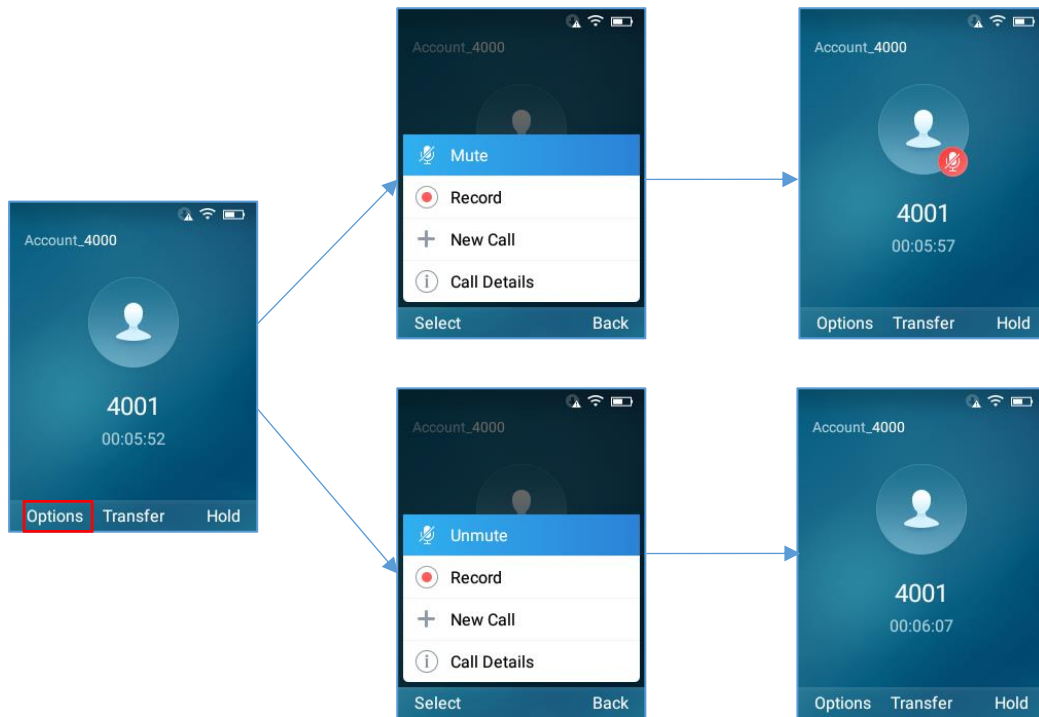 Account_4000
4001
00:05:52
Options Transfer Hold
Account_4000
Mute
Record
New Call
Call Details
Select Back
Account_4000
4001
00:05:57
Options Transfer Hold
Account_4000
Unmute
Record
New Call
Call Details
Select Back
Account_4000
4001
00:06:07
Options Transfer Hold